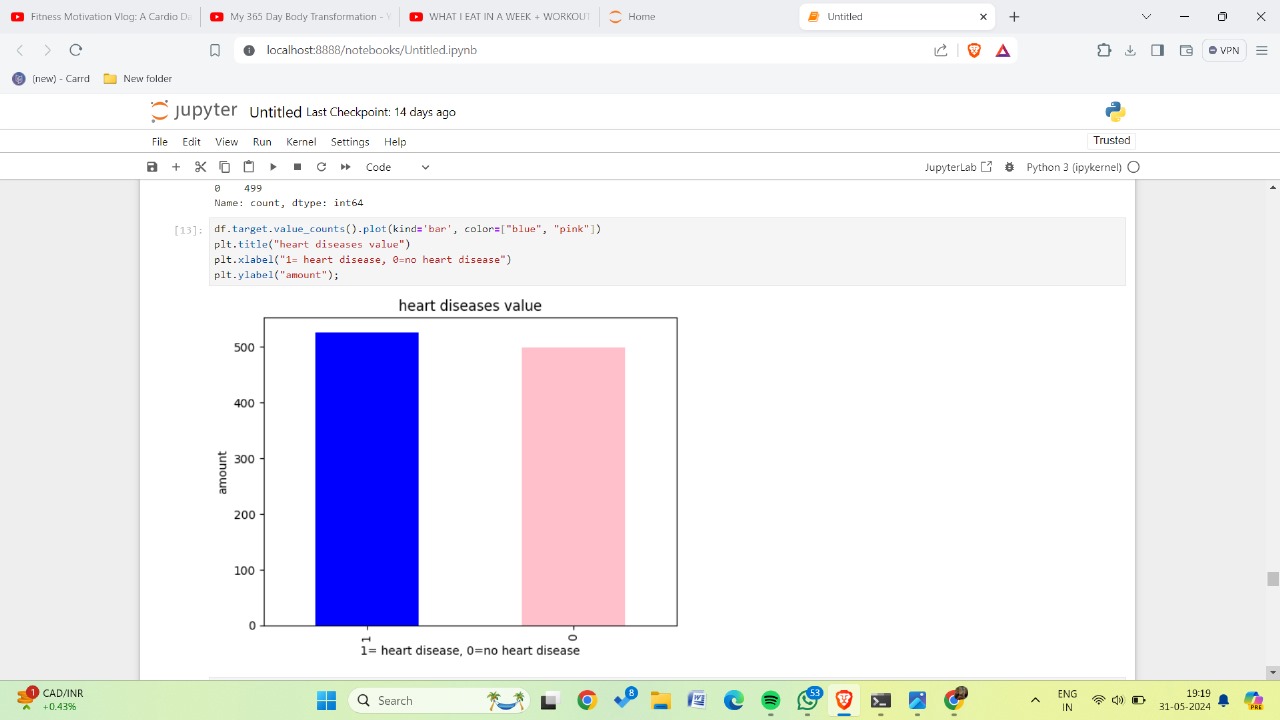 Fitness Motivation Vlog: A Cardio Da
My 365 Day Body Transformation - Y
WHAT I EAT IN A WEEK + WORKOUT
Home
Untitled
localhost:8888/notebooks/Untitled.ipynb
VPN
(new) - Carrd
New folder
jupyter Untitled Last Checkpoint: 14 days ago
File Edit View Run Kernel Settings Help
Trusted
Code
JupyterLab
Python 3 (ipykernel)
0 499
Name: count, dtype: int64
[13]:
df.target.value_counts().plot(kind='bar', color=["blue", "pink"])
plt.title("heart diseases value")
plt.xlabel("1= heart disease, 0=no heart disease")
plt.ylabel("amount");
heart diseases value
500
400
300
200
100
0
amount
1
0
1= heart disease, 0=no heart disease
1
CAD/INR
+0.43%
Search
8
53
PRE
ENG
IN
19:19
31-05-2024